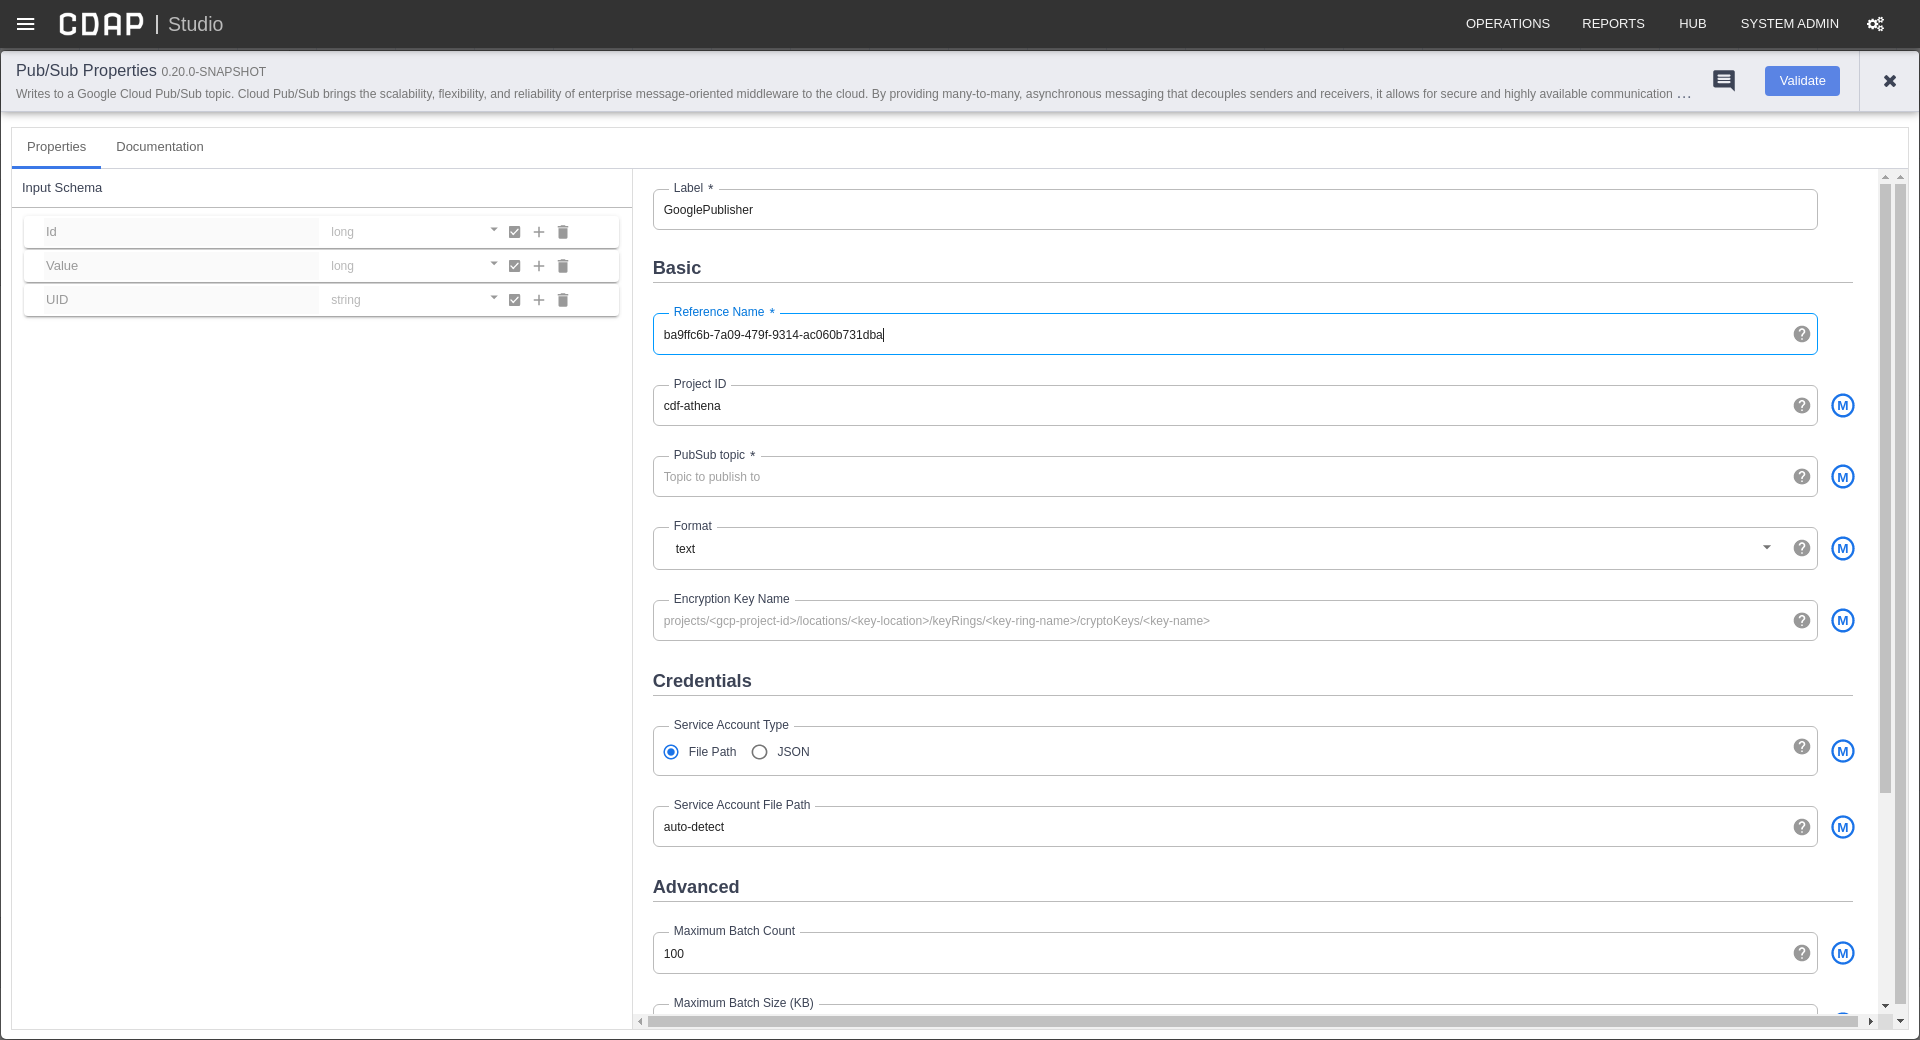 CDAP | Studio
OPERATIONS REPORTS HUB SYSTEM ADMIN
Pub/Sub Properties 0.20.0-SNAPSHOT
Writes to a Google Cloud Pub/Sub topic. Cloud Pub/Sub brings the scalability, flexibility, and reliability of enterprise message-oriented middleware to the cloud. By providing many-to-many, asynchronous messaging that decouples senders and receivers, it allows for secure and highly available communication ...
Validate
Properties Documentation
Input Schema
Id long
Value long
UID string
Label *
GooglePublisher
Basic
Reference Name *
ba9ffc6b-7a09-479f-9314-ac060b731dba
Project ID
cdf-athena
M
PubSub topic *
Topic to publish to
M
Format
text
M
Encryption Key Name
projects/<gcp-project-id>/locations/<key-location>/keyRings/<key-ring-name>/cryptoKeys/<key-name>
M
Credentials
Service Account Type
File Path JSON
M
Service Account File Path
auto-detect
M
Advanced
Maximum Batch Count
100
M
Maximum Batch Size (KB)